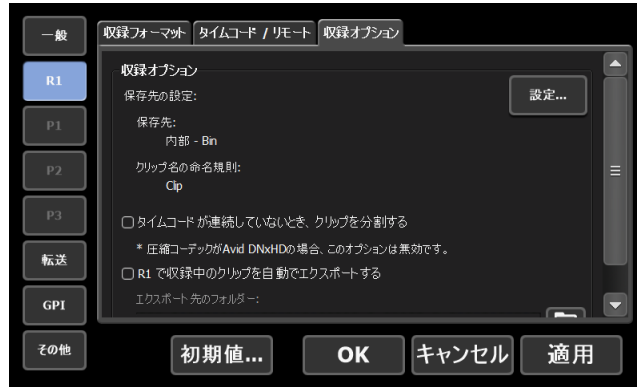 一般
R1
P1
P2
P3
転送
GPI
その他
収録フォーマット タイムコード / リモート 収録オプション
収録オプション
保存先の設定:
設定...
保存先:
内部 - Bin
クリップ名の命名規則:
Clip
タイムコードが連続していないとき、クリップを分割する
* 圧縮コーデックがAvid DNxHDの場合、このオプションは無効です。
R1 で収録中のクリップを自動でエクスポートする
エクスポート先のフォルダー:
初期値... OK キャンセル 適用